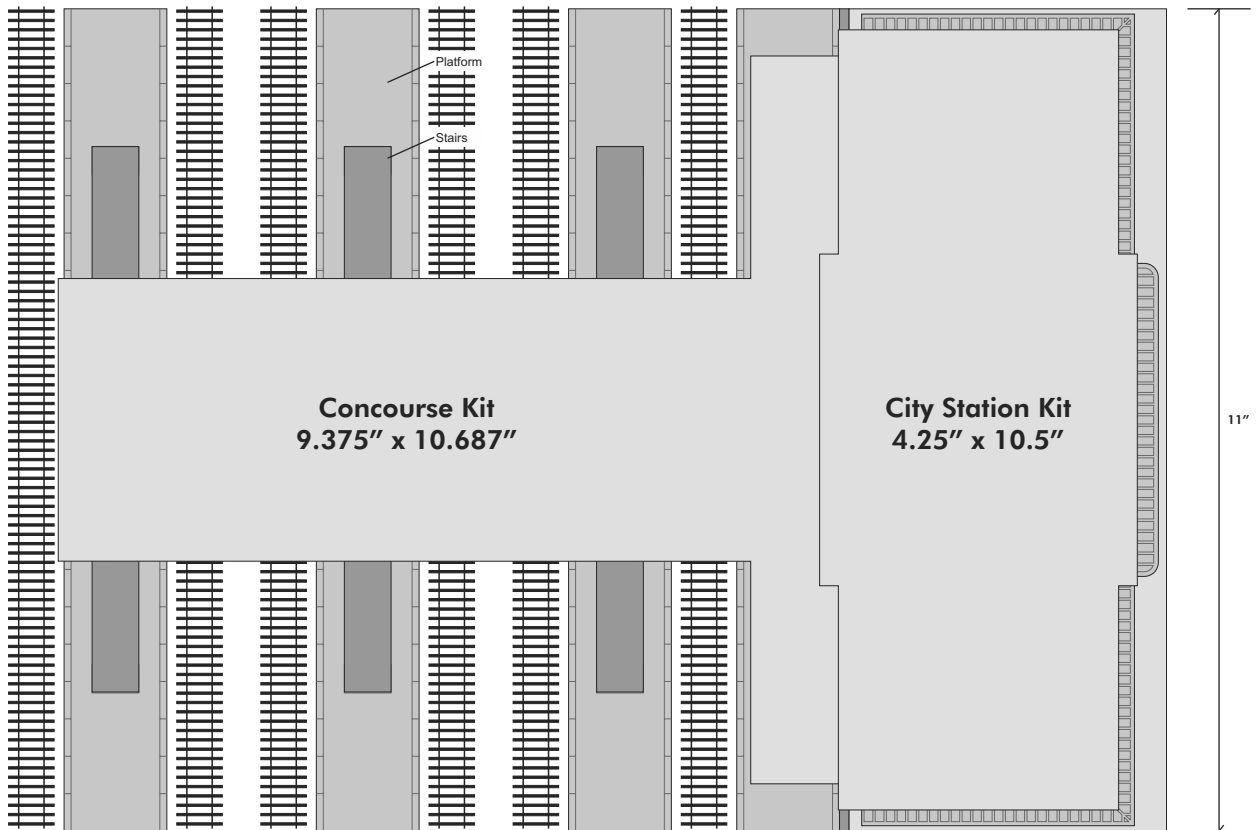 Platform
Stairs
Concourse Kit
9.375” x 10.687”
City Station Kit
4.25” x 10.5”
11”